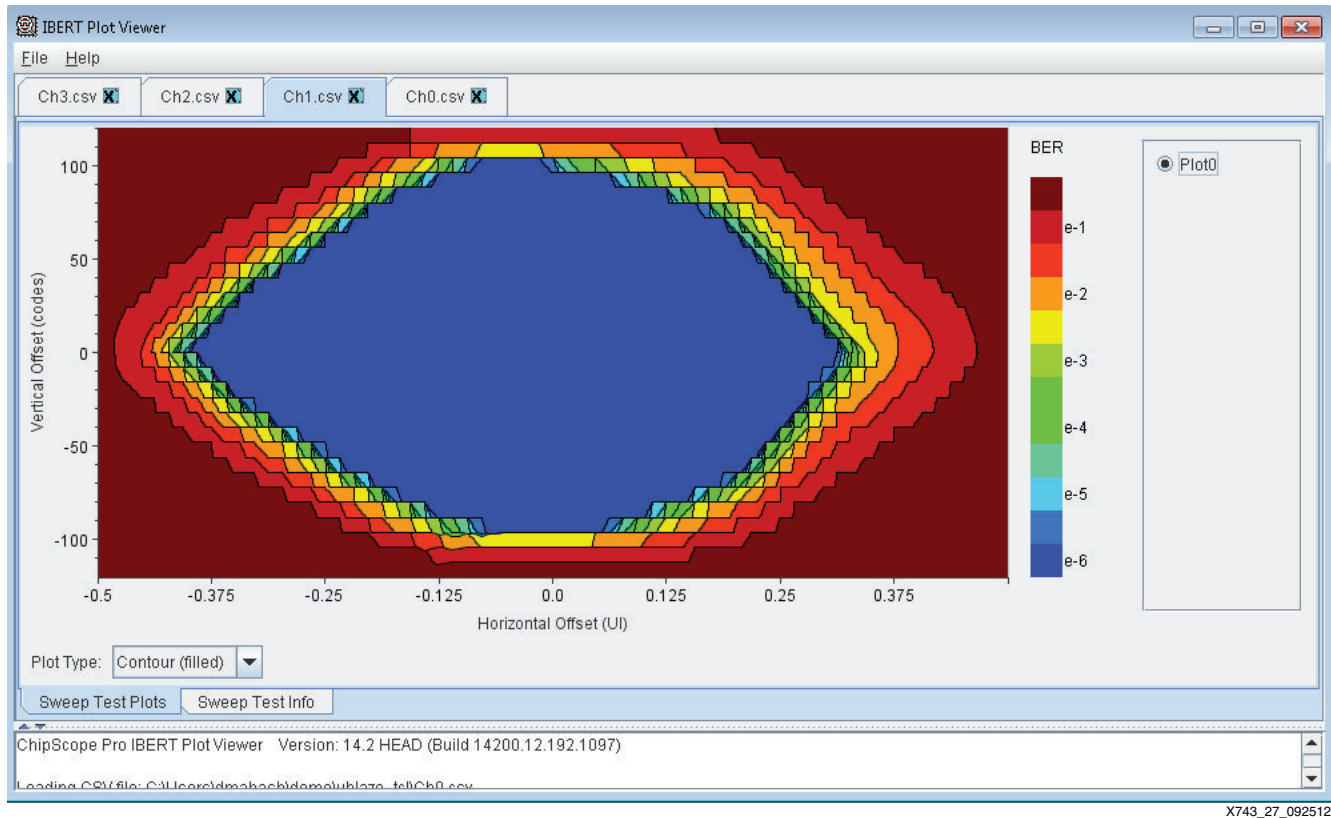 IBERT Plot Viewer
File Help
Ch3.csv X Ch2.csv X Ch1.csv X Ch0.csv X
BER
Plot0
100
50
0
-50
-100
Vertical Offset (codes)
e-1
e-2
e-3
e-4
e-5
e-6
-0.5 -0.375 -0.25 -0.125 0.0 0.125 0.25 0.375
Horizontal Offset (UI)
Plot Type: Contour (filled)
Sweep Test Plots Sweep Test Info
ChipScope Pro IBERT Plot Viewer Version: 14.2 HEAD (Build 14200.12.192.1097)
Loading CSV file:
X743_27_092512